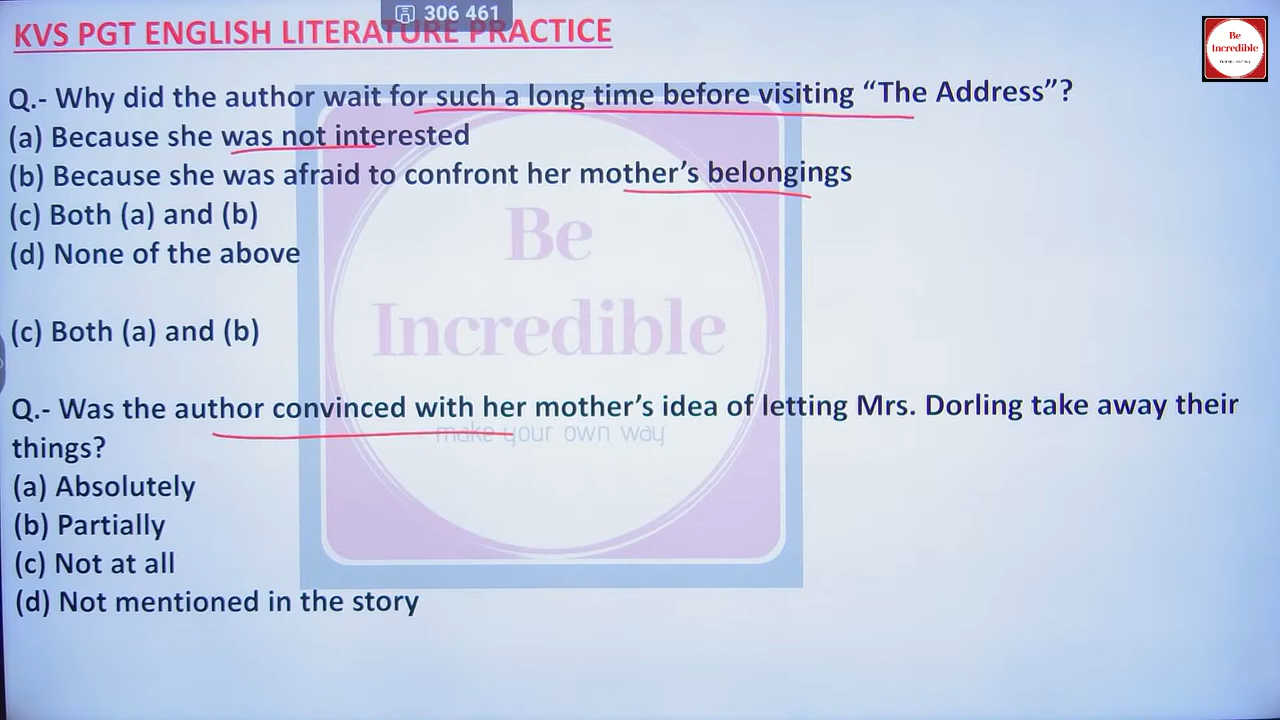 306 461
KVS PGT ENGLISH LITERATURE PRACTICE
Be
Incredible
Q.- Why did the author wait for such a long time before visiting “The Address”?
(a) Because she was not interested
(b) Because she was afraid to confront her mother’s belongings
(c) Both (a) and (b)
(d) None of the above
Be
Incredible
(c) Both (a) and (b)
Q.- Was the author convinced with her mother’s idea of letting Mrs. Dorling take away their
things?
make your own way
(a) Absolutely
(b) Partially
(c) Not at all
(d) Not mentioned in the story